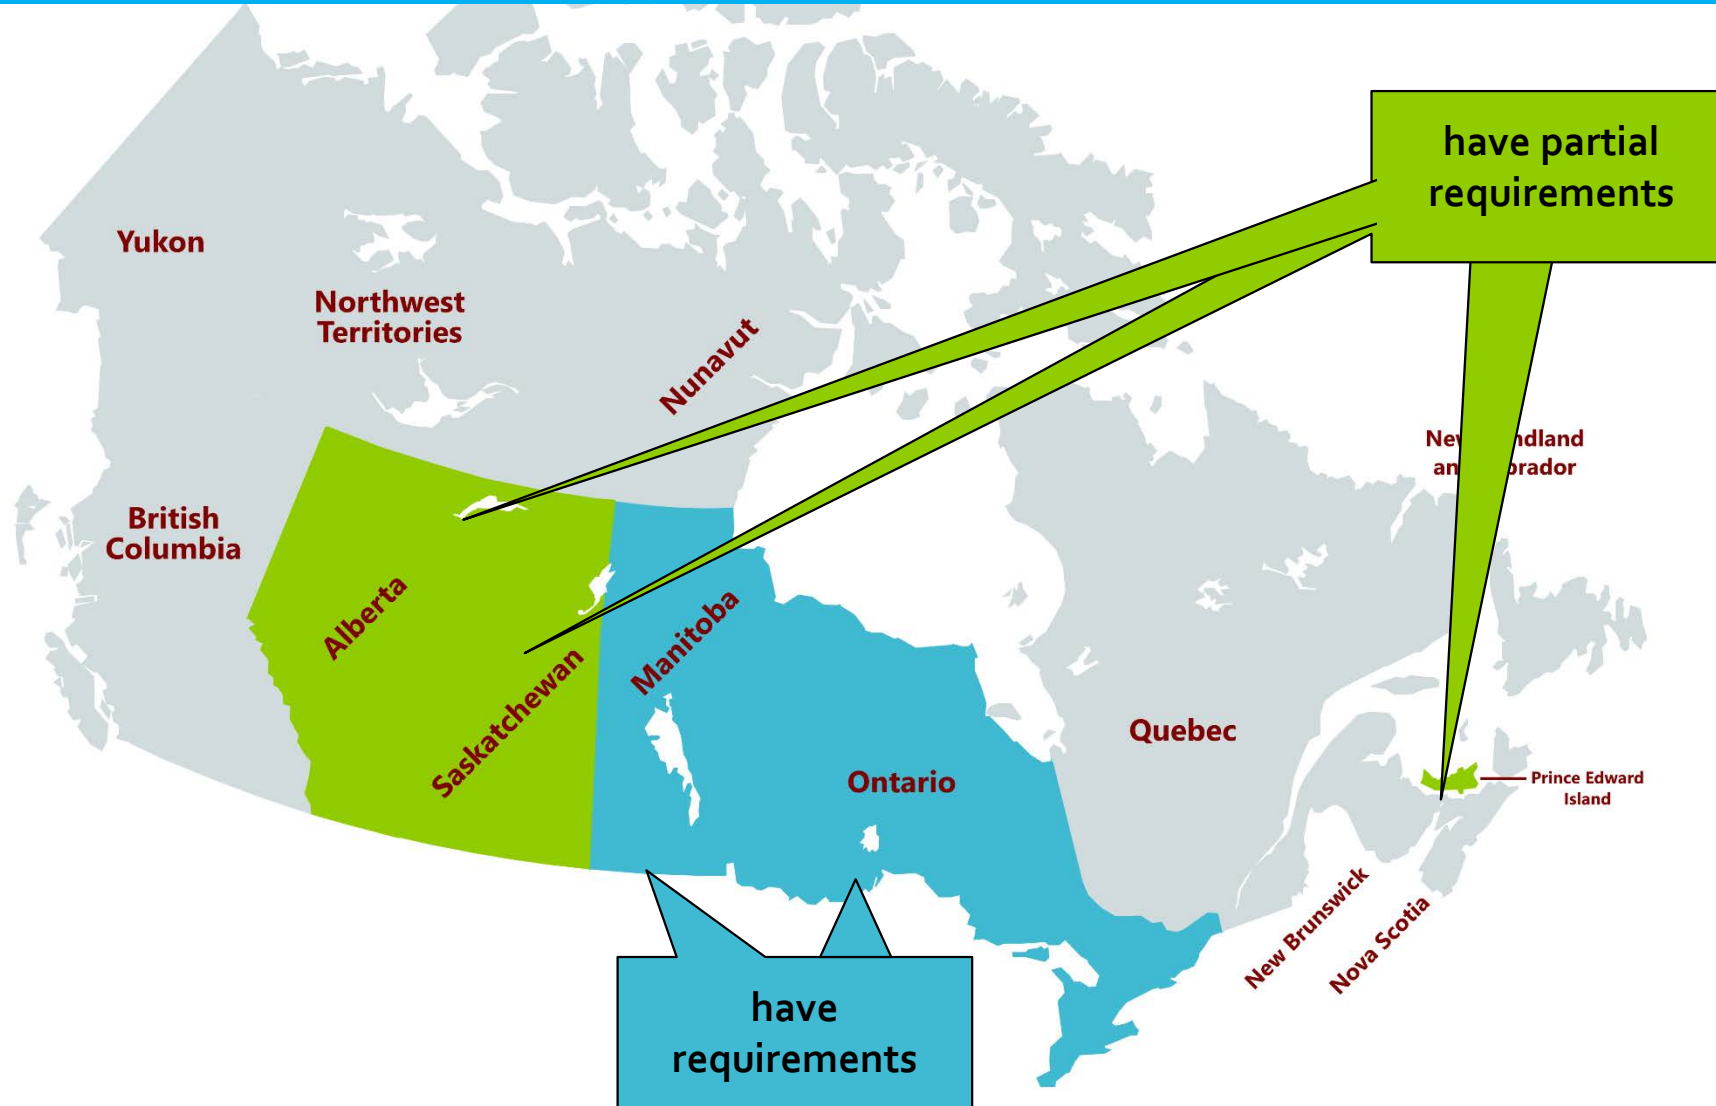 have partial
requirements
Yukon
Northwest
Territories
Nunavut
British
Columbia
Alberta
Saskatchewan
Manitoba
Ontario
Quebec
and
Prince Edward
Island
New Brunswick
Nova Scotia
have
requirements